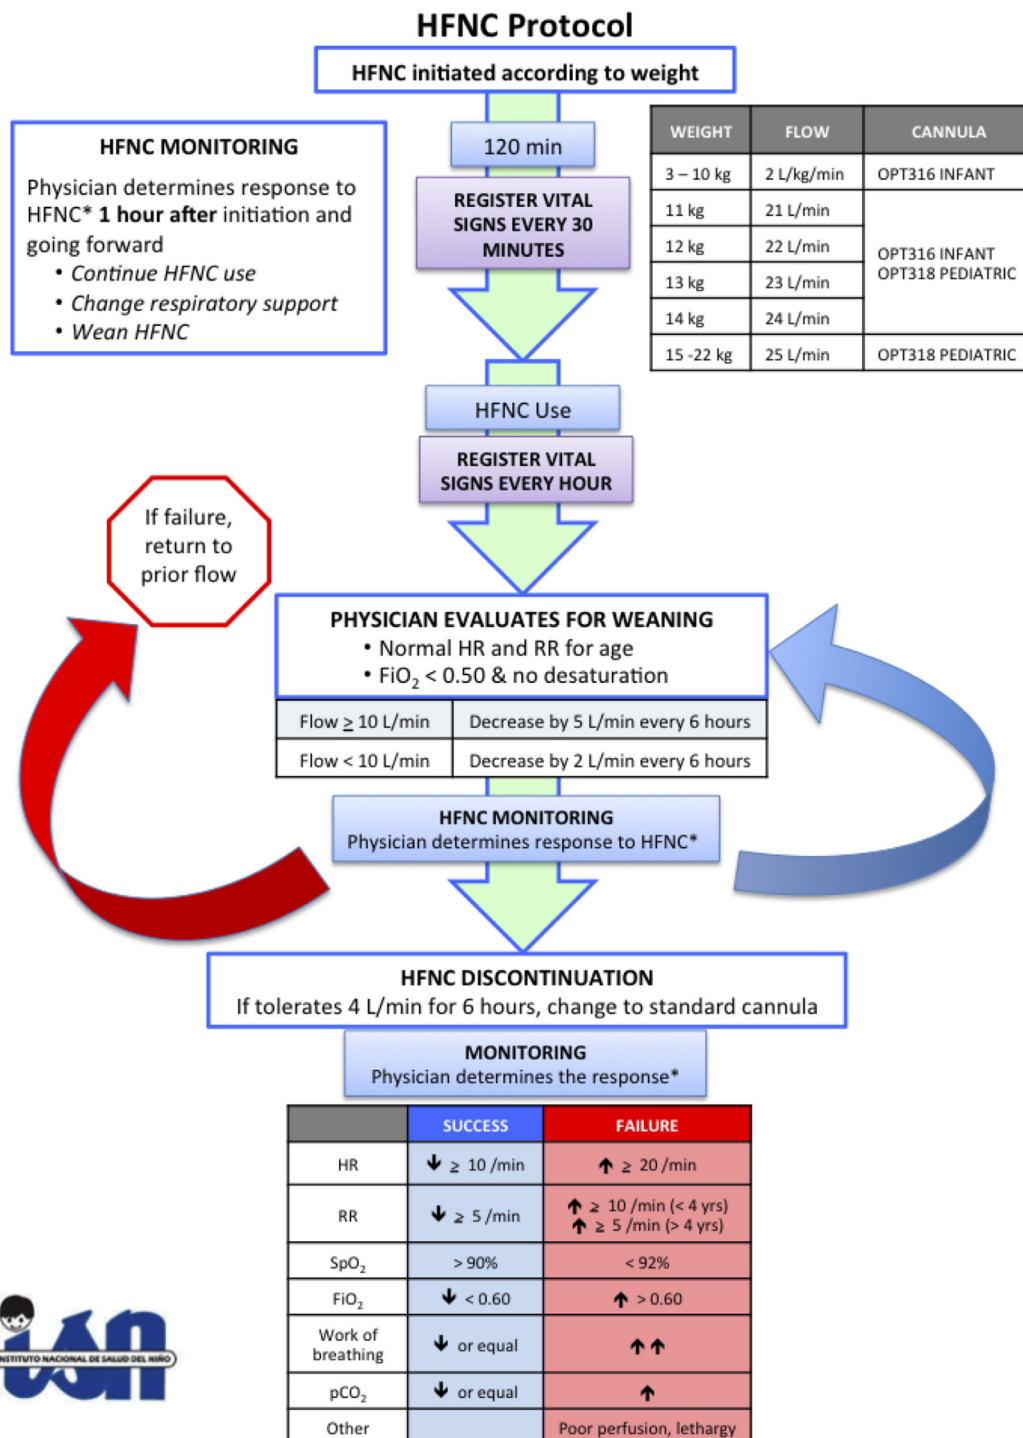 HFNC Protocol
HFNC initiated according to weight
HFNC MONITORING
Physician determines response to
HFNC* 1 hour after initiation and
going forward
• Continue HFNC use
• Change respiratory support
• Wean HFNC
120 min
REGISTER VITAL
SIGNS EVERY 30
MINUTES
WEIGHT FLOW CANNULA
3 – 10 kg 2 L/kg/min OPT316 INFANT
11 kg 21 L/min
12 kg 22 L/min
OPT316 INFANT
OPT318 PEDIATRIC
13 kg 23 L/min
14 kg 24 L/min
15 -22 kg 25 L/min OPT318 PEDIATRIC
HFNC Use
REGISTER VITAL
SIGNS EVERY HOUR
If failure,
return to
prior flow
PHYSICIAN EVALUATES FOR WEANING
• Normal HR and RR for age
• FiO₂ < 0.50 & no desaturation
Flow ≥ 10 L/min Decrease by 5 L/min every 6 hours
Flow < 10 L/min Decrease by 2 L/min every 6 hours
HFNC MONITORING
Physician determines response to HFNC*
HFNC DISCONTINUATION
If tolerates 4 L/min for 6 hours, change to standard cannula
MONITORING
Physician determines the response*
SUCCESS FAILURE
HR ↓ ≥ 10 /min ↑ ≥ 20 /min
RR ↓ ≥ 5 /min ↑ ≥ 10 /min (< 4 yrs)
↑ ≥ 5 /min (> 4 yrs)
SpO₂ > 90% < 92%
FiO₂ ↓ < 0.60 ↑ > 0.60
Work of
breathing ↓ or equal ↑↑
pCO₂ ↓ or equal ↑
Other Poor perfusion, lethargy
isn
INSTITUTO NACIONAL DE SALUD DEL NIÑO